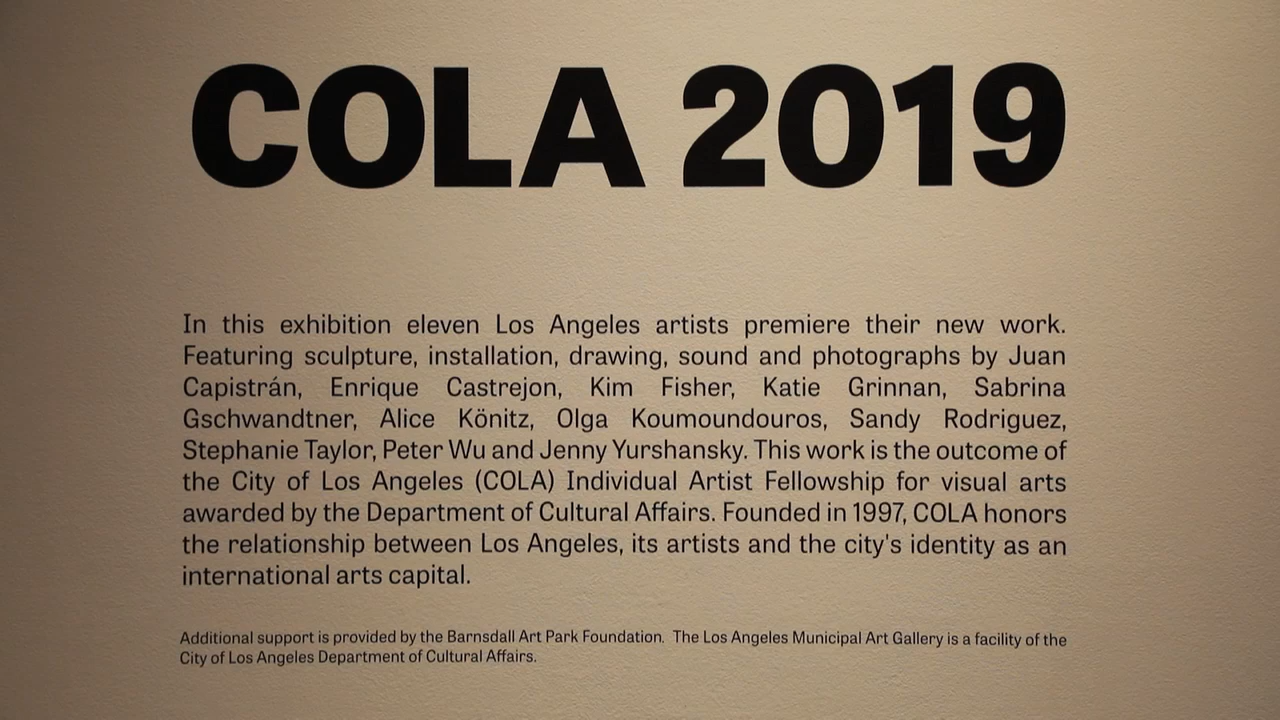 COLA 2019
In this exhibition eleven Los Angeles artists premiere their new work.
Featuring sculpture, installation, drawing, sound and photographs by Juan
Capistrán, Enrique Castrejon, Kim Fisher, Katie Grinnan, Sabrina
Gschwandtner, Alice Könitz, Olga Koumoundouros, Sandy Rodriguez,
Stephanie Taylor, Peter Wu and Jenny Yurshansky. This work is the outcome of
the City of Los Angeles (COLA) Individual Artist Fellowship for visual arts
awarded by the Department of Cultural Affairs. Founded in 1997, COLA honors
the relationship between Los Angeles, its artists and the city's identity as an
international arts capital.
Additional support is provided by the Barnsdall Art Park Foundation. The Los Angeles Municipal Art Gallery is a facility of the
City of Los Angeles Department of Cultural Affairs.